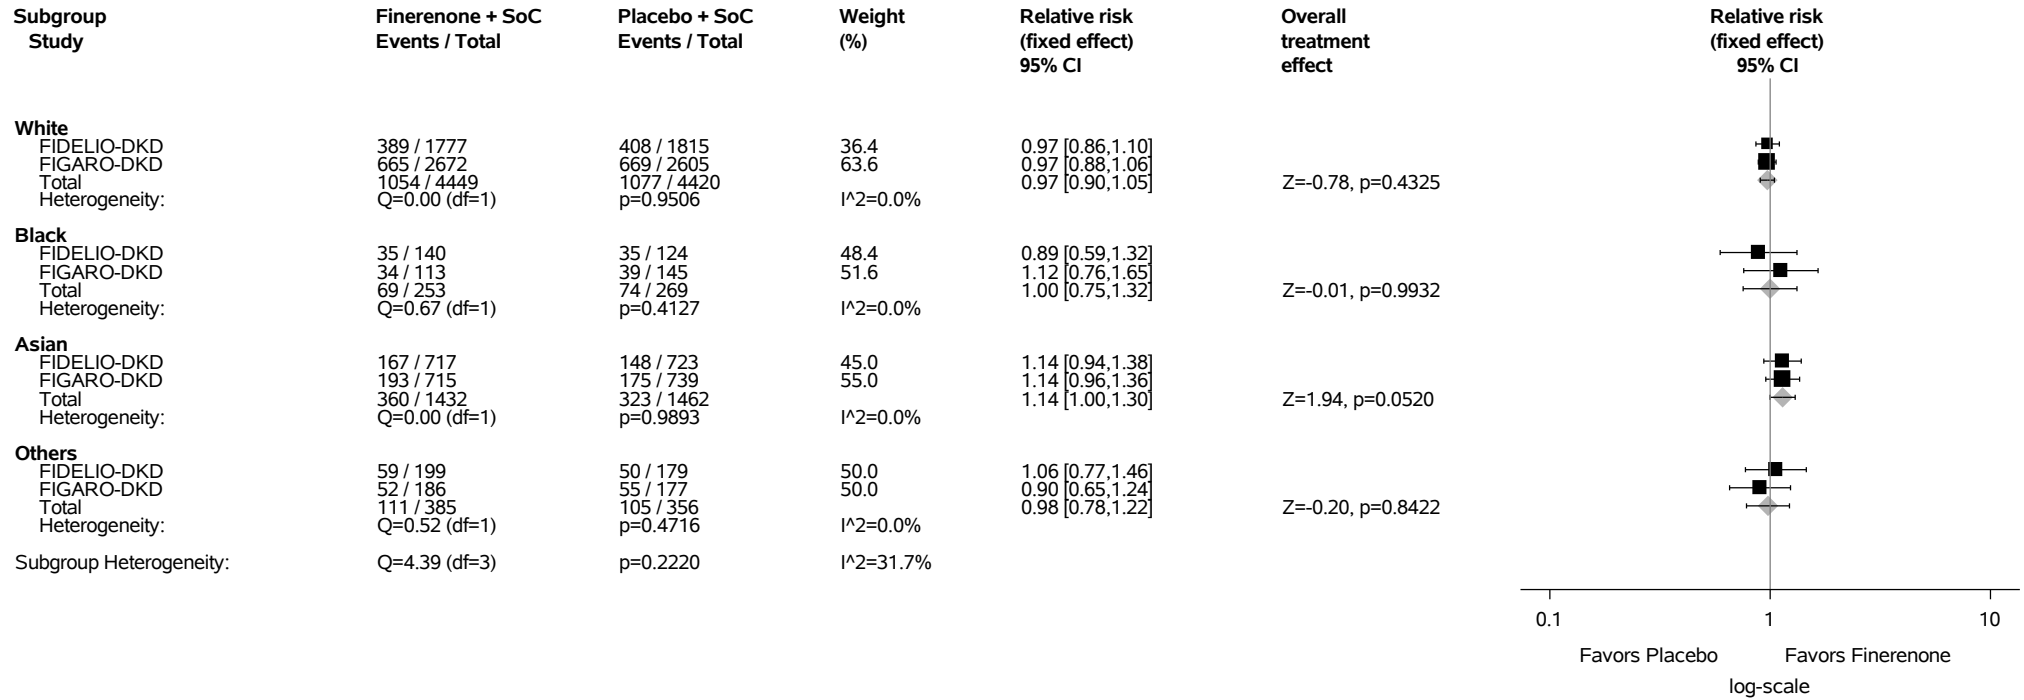 Subgroup Finerenone + SoC Placebo + SoC Weight Relative risk Overall Relative risk
Study Events / Total Events / Total (%) (fixed effect) treatment (fixed effect)
95% CI effect 95% CI
White
FIDELIO-DKD 389 / 1777 408 / 1815 36.4 0.97 [0.86,1.10]
FIGARO-DKD 665 / 2672 669 / 2605 63.6 0.97 [0.88,1.06]
Total 1054 / 4449 1077 / 4420 0.97 [0.90,1.05] Z=-0.78, p=0.4325
Heterogeneity: Q=0.00 (df=1) p=0.9506 I^2=0.0%
Black
FIDELIO-DKD 35 / 140 35 / 124 48.4 0.89 [0.59,1.32]
FIGARO-DKD 34 / 113 39 / 145 51.6 1.12 [0.76,1.65]
Total 69 / 253 74 / 269 1.00 [0.75,1.32] Z=-0.01, p=0.9932
Heterogeneity: Q=0.67 (df=1) p=0.4127 I^2=0.0%
Asian
FIDELIO-DKD 167 / 717 148 / 723 45.0 1.14 [0.94,1.38]
FIGARO-DKD 193 / 715 175 / 739 55.0 1.14 [0.96,1.36]
Total 360 / 1432 323 / 1462 1.14 [1.00,1.30] Z=1.94, p=0.0520
Heterogeneity: Q=0.00 (df=1) p=0.9893 I^2=0.0%
Others
FIDELIO-DKD 59 / 199 50 / 179 50.0 1.06 [0.77,1.46]
FIGARO-DKD 52 / 186 55 / 177 50.0 0.90 [0.65,1.24]
Total 111 / 385 105 / 356 0.98 [0.78,1.22] Z=-0.20, p=0.8422
Heterogeneity: Q=0.52 (df=1) p=0.4716 I^2=0.0%
Subgroup Heterogeneity: Q=4.39 (df=3) p=0.2220 I^2=31.7%
0.1 1 10
Favors Placebo Favors Finerenone
log-scale